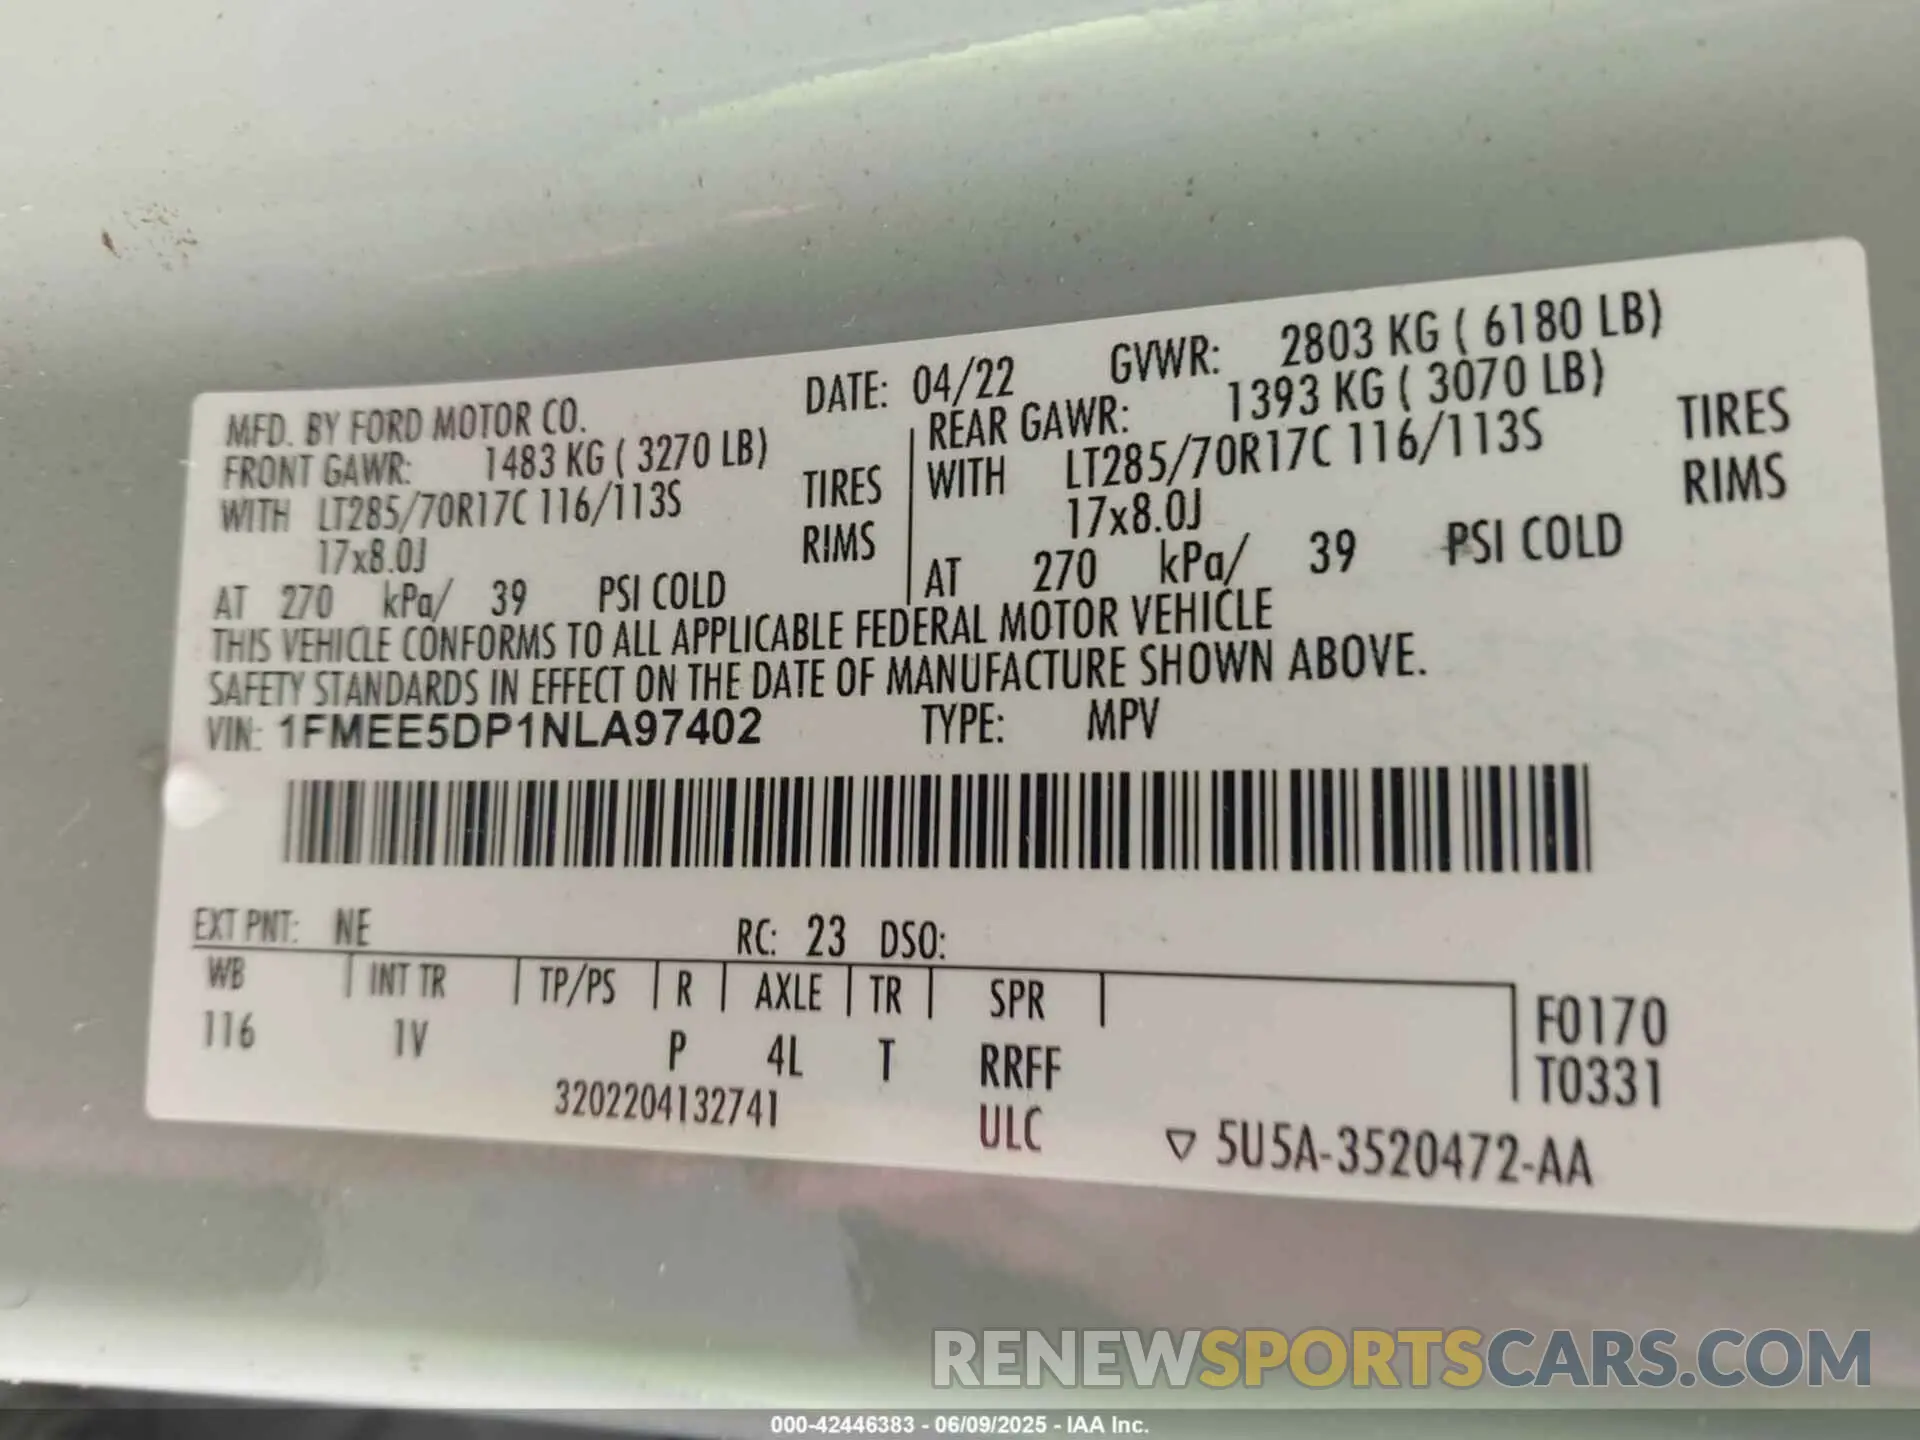 MFD. BY FORD MOTOR CO. DATE: 04/22 GVWR: 2803 KG ( 6180 LB)
FRONT GAWR: 1483 KG ( 3270 LB) REAR GAWR: 1393 KG ( 3070 LB)
WITH LT285/70R17C 116/113S TIRES WITH LT285/70R17C 116/113S TIRES
17x8.0J RIMS 17x8.0J RIMS
AT 270 kPa/ 39 PSI COLD AT 270 kPa/ 39 PSI COLD
THIS VEHICLE CONFORMS TO ALL APPLICABLE FEDERAL MOTOR VEHICLE
SAFETY STANDARDS IN EFFECT ON THE DATE OF MANUFACTURE SHOWN ABOVE.
VIN: 1FMEE5DP1NLA97402 TYPE: MPV
EXT PNT: NE RC: 23 DSO:
WB INT TR TP/PS R AXLE TR SPR F0170
116 1V P 4L T RRFF T0331
3202204132741 ULC ▽ 5U5A-3520472-AA
RENEWSPORTSCARS.COM
000-42446383 - 06/09/2025 - IAA Inc.